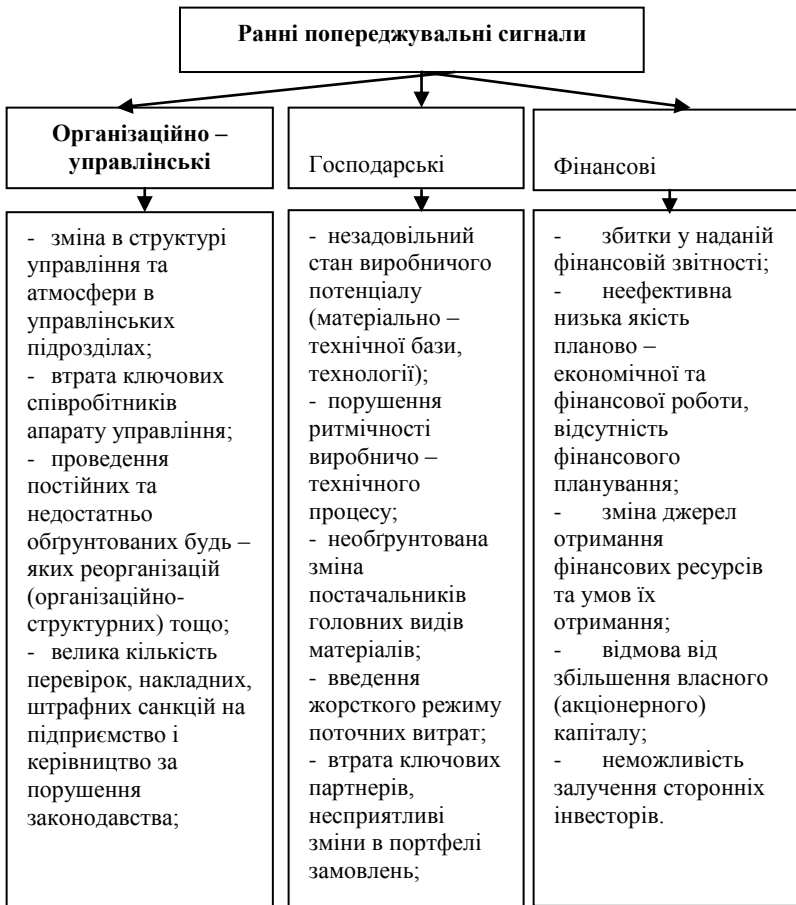 Ранні попереджувальні сигнали
Організаційно –
управлінські
Господарські
Фінансові
- зміна в структурі
управління та
атмосфери в
управлінських
підрозділах;
- втрата ключових
співробітників
апарату управління;
- проведення
постійних та
недостатньо
обґрунтованих будь –
яких реорганізацій
(організаційно-
структурних) тощо;
- велика кількість
перевірок, накладних,
штрафних санкцій на
підприємство і
керівництво за
порушення
законодавства;
- незадовільний
стан виробничого
потенціалу
(матеріально –
технічної бази,
технології);
- порушення
ритмічності
виробничо –
технічного
процесу;
- необґрунтована
зміна
постачальників
головних видів
матеріалів;
- введення
жорсткого режиму
поточних витрат;
- втрата ключових
партнерів,
несприятливі
зміни в портфелі
замовлень;
- збитки у наданій
фінансовій звітності;
- неефективна
низька якість
планово –
економічної та
фінансової роботи,
відсутність
фінансового
планування;
- зміна джерел
отримання
фінансових ресурсів
та умов їх
отримання;
- відмова від
збільшення власного
(акціонерного)
капіталу;
- неможливість
залучення сторонніх
інвесторів.